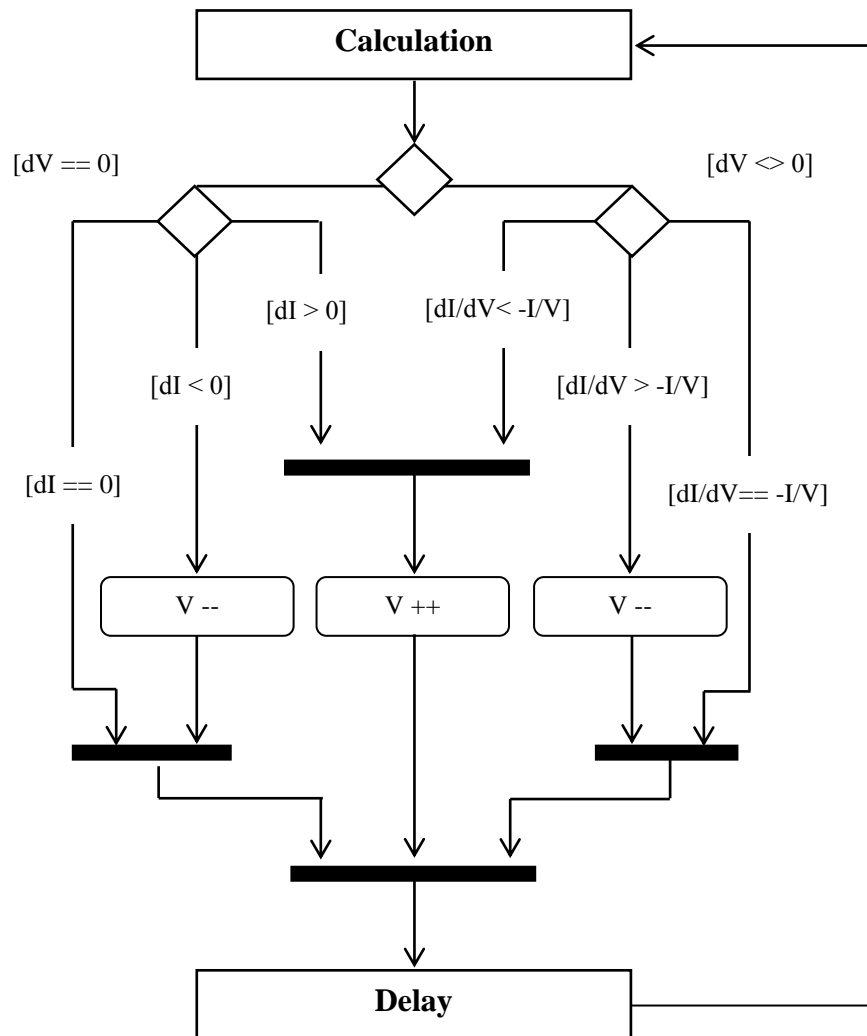 Calculation
[dV == 0]
[dV <> 0]
[dI > 0]
[dI/dV< -I/V]
[dI < 0]
[dI/dV > -I/V]
[dI == 0]
[dI/dV== -I/V]
V --
V ++
V --
Delay